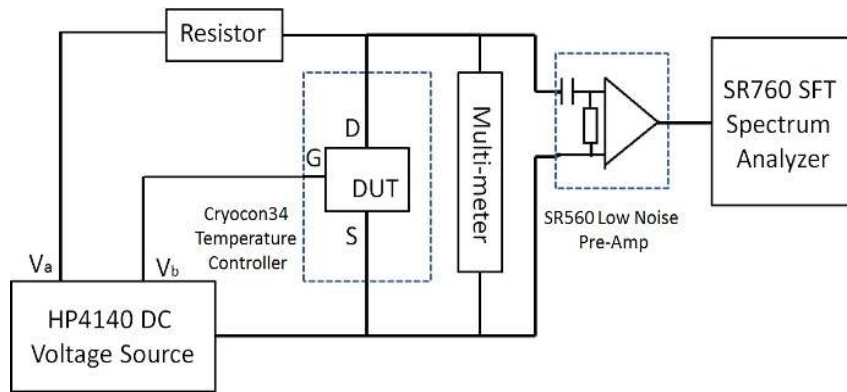 Resistor
D
G
DUT
S
Cryocon34
Temperature
Controller
Multi-meter
SR560 Low Noise
Pre-Amp
SR760 SFT
Spectrum
Analyzer
Va
Vb
HP4140 DC
Voltage Source